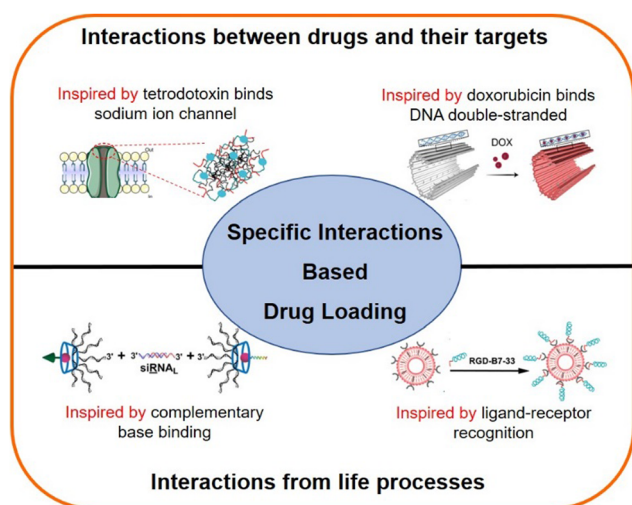 Interactions between drugs and their targets
Inspired by tetrodotoxin binds
sodium ion channel
Out
In
Inspired by doxorubicin binds
DNA double-stranded
DOX
Specific Interactions
Based
Drug Loading
3' + 3' 3' + 3'
siRNAL
Inspired by complementary
base binding
RGD-B7-33
Inspired by ligand-receptor
recognition
Interactions from life processes